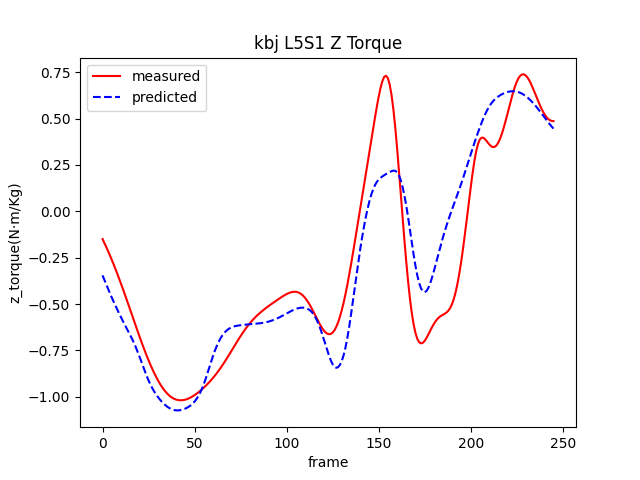 kbj L5S1 Z Torque
measured
predicted
z_torque(N·m/Kg)
0.75
0.50
0.25
0.00
−0.25
−0.50
−0.75
−1.00
0 50 100 150 200 250
frame